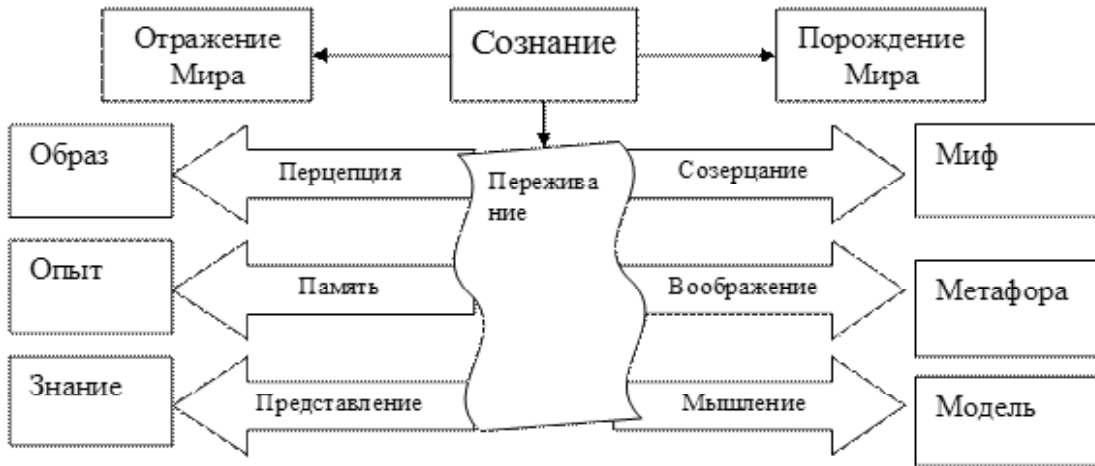 Отражение
Мира
Сознание
Порождение
Мира
Образ
Перцепция
Пережива
ние
Созерцание
Миф
Опыт
Память
Воображение
Метафора
Знание
Представление
Мышление
Модель